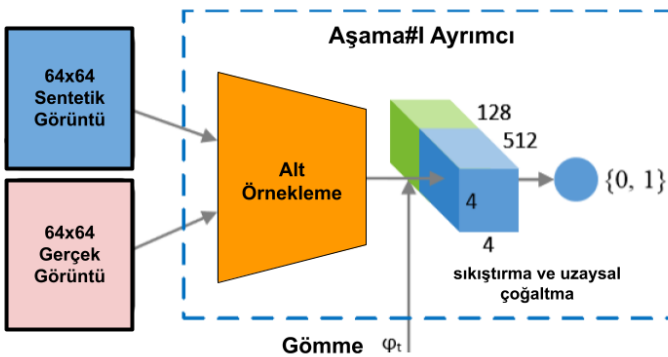 Aşama#I Ayrımcı
64x64
Sentetik
Görüntü
64x64
Gerçek
Görüntü
Alt
Örnekleme
128
512
4
4
{0, 1}
sıkıştırma ve uzaysal
çoğaltma
Gömme φt